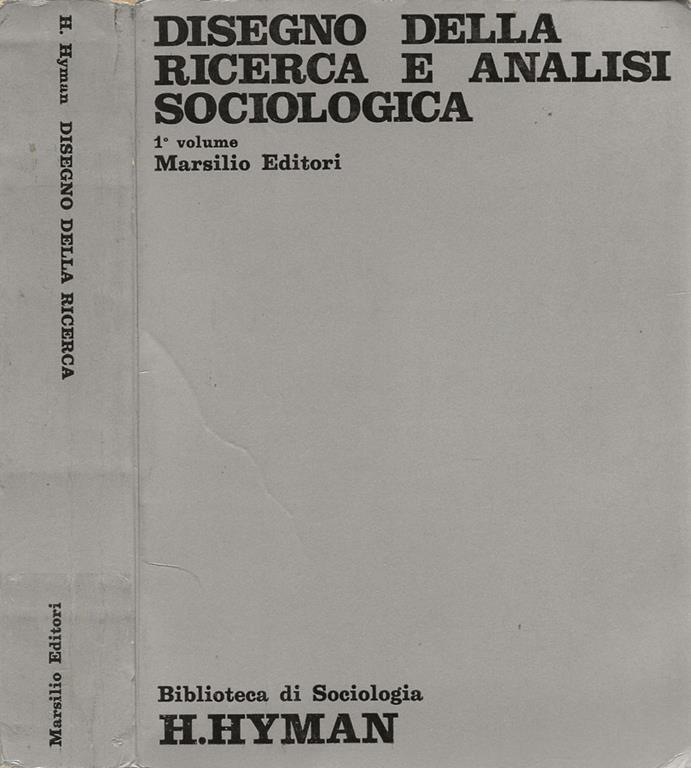 H. Hyman DISEGNO DELLA RICERCA
Marsilio Editori
DISEGNO DELLA
RICERCA E ANALISI
SOCIOLOGICA
1° volume
Marsilio Editori
Biblioteca di Sociologia
H.HYMAN